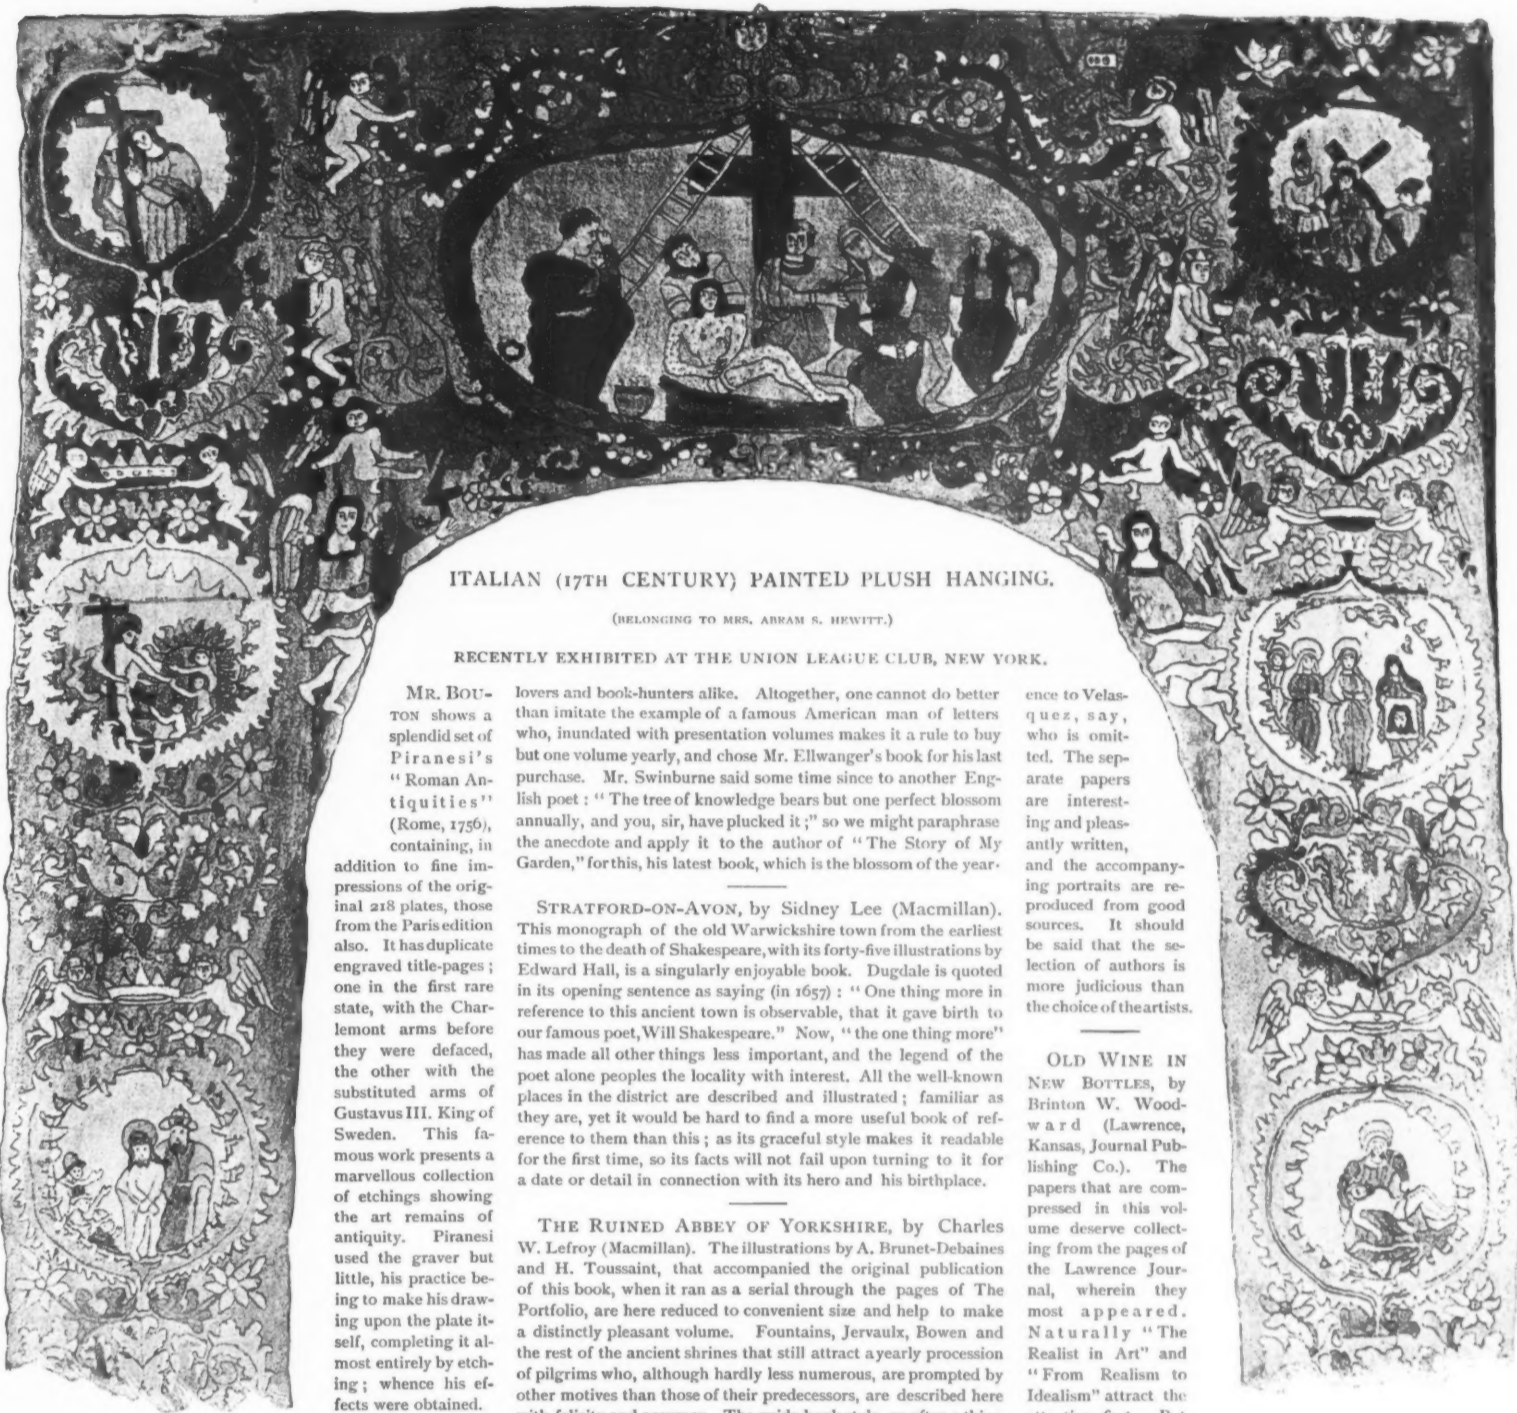 ITALIAN (17TH CENTURY) PAINTED PLUSH HANGING.
(BELONGING TO MRS. ABRAM S. HEWITT.)
RECENTLY EXHIBITED AT THE UNION LEAGUE CLUB, NEW YORK.
MR. BOU-
TON shows a
splendid set of
Piranesi's
"Roman An-
tiquities"
(Rome, 1756),
containing, in
addition to fine im-
pressions of the orig-
inal 218 plates, those
from the Paris edition
also. It has duplicate
engraved title-pages;
one in the first rare
state, with the Char-
lemont arms before
they were defaced,
the other with the
substituted arms of
Gustavus III. King of
Sweden. This fa-
mous work presents a
marvellous collection
of etchings showing
the art remains of
antiquity. Piranesi
used the graver but
little, his practice be-
ing to make his draw-
ing upon the plate it-
self, completing it al-
most entirely by etch-
ing; whence his ef-
fects were obtained.
lovers and book-hunters alike. Altogether, one cannot do better
than imitate the example of a famous American man of letters
who, inundated with presentation volumes makes it a rule to buy
but one volume yearly, and chose Mr. Ellwanger's book for his last
purchase. Mr. Swinburne said some time since to another Eng-
lish poet: "The tree of knowledge bears but one perfect blossom
annually, and you, sir, have plucked it;" so we might paraphrase
the anecdote and apply it to the author of "The Story of My
Garden," for this, his latest book, which is the blossom of the year.
STRATFORD-ON-AVON, by Sidney Lee (Macmillan).
This monograph of the old Warwickshire town from the earliest
times to the death of Shakespeare, with its forty-five illustrations by
Edward Hall, is a singularly enjoyable book. Dugdale is quoted
in its opening sentence as saying (in 1657): "One thing more in
reference to this ancient town is observable, that it gave birth to
our famous poet, Will Shakespeare." Now, "the one thing more"
has made all other things less important, and the legend of the
poet alone peoples the locality with interest. All the well-known
places in the district are described and illustrated; familiar as
they are, yet it would be hard to find a more useful book of ref-
erence to them than this; as its graceful style makes it readable
for the first time, so its facts will not fail upon turning to it for
a date or detail in connection with its hero and his birthplace.
THE RUINED ABBEY OF YORKSHIRE, by Charles
W. Lefroy (Macmillan). The illustrations by A. Brunet-Debaines
and H. Toussaint, that accompanied the original publication
of this book, when it ran as a serial through the pages of The
Portfolio, are here reduced to convenient size and help to make
a distinctly pleasant volume. Fountains, Jervaulx, Bowen and
the rest of the ancient shrines that still attract a yearly procession
of pilgrims who, although hardly less numerous, are prompted by
other motives than those of their predecessors, are described here
ence to Velas-
quez, say,
who is omit-
ted. The sep-
arate papers
are interest-
ing and pleas-
antly written,
and the accompany-
ing portraits are re-
produced from good
sources. It should
be said that the se-
lection of authors is
more judicious than
the choice of the artists.
OLD WINE IN
NEW BOTTLES, by
Brinton W. Wood-
ward (Lawrence,
Kansas, Journal Pub-
lishing Co.). The
papers that are com-
pressed in this vol-
ume deserve collect-
ing from the pages of
the Lawrence Jour-
nal, wherein they
most appeared.
Naturally "The
Realist in Art" and
"From Realism to
Idealism" attract the